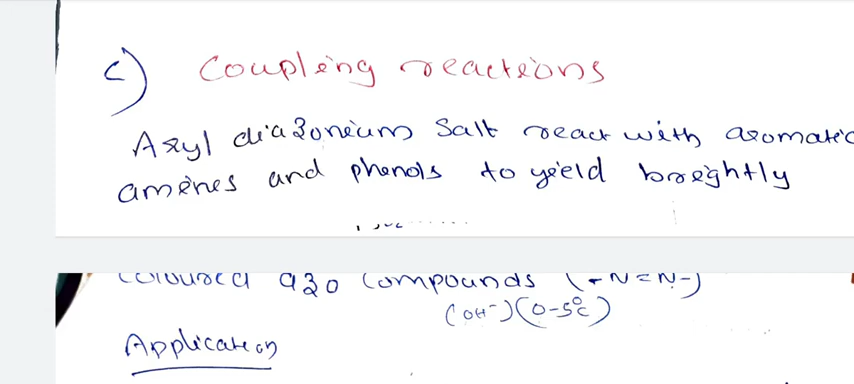 c) Coupling reactions
Aryl diazonium Salt react with aromatic
amines and phenols to yield brightly
coloured azo compounds (-N=N-)
(OH⁻)(0-5°C)
Application